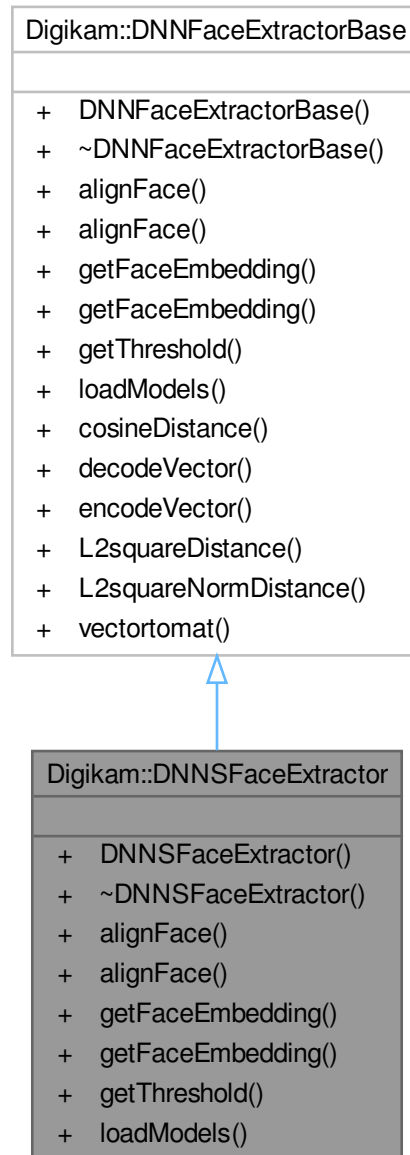 Digikam::DNNFaceExtractorBase
+ DNNFaceExtractorBase()
+ ~DNNFaceExtractorBase()
+ alignFace()
+ alignFace()
+ getFaceEmbedding()
+ getFaceEmbedding()
+ getThreshold()
+ loadModels()
+ cosineDistance()
+ decodeVector()
+ encodeVector()
+ L2squareDistance()
+ L2squareNormDistance()
+ vectortomat()
Digikam::DNNSFaceExtractor
+ DNNSFaceExtractor()
+ ~DNNSFaceExtractor()
+ alignFace()
+ alignFace()
+ getFaceEmbedding()
+ getFaceEmbedding()
+ getThreshold()
+ loadModels()